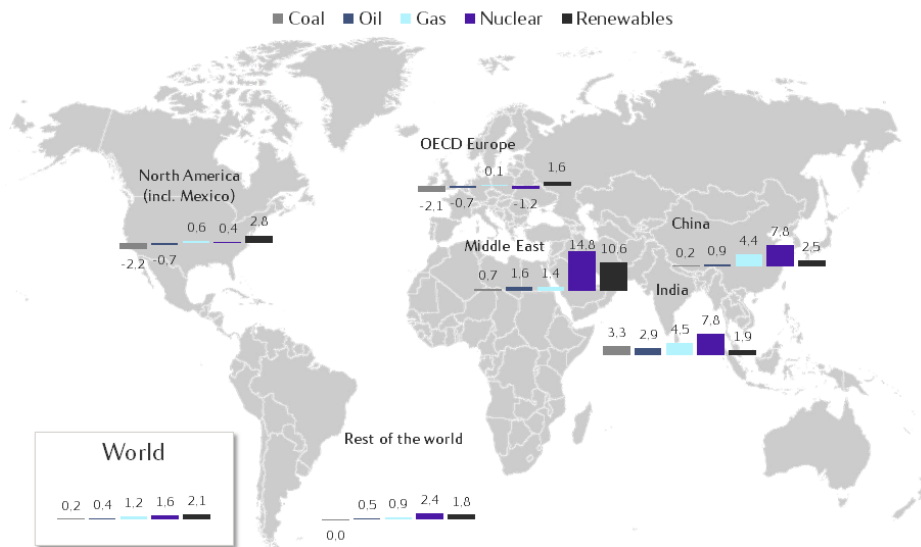 Coal Oil Gas Nuclear Renewables
OECD Europe
0,1 1,6
-2,1 -0,7 -1,2
North America
(incl. Mexico)
0,6 0,4 2,8
-2,2 -0,7
China
0,2 0,9 4,4 7,8 2,5
Middle East
0,7 1,6 1,4 14,8 10,6
India
3,3 2,9 4,5 7,8 1,9
World
0,2 0,4 1,2 1,6 2,1
Rest of the world
0,5 0,9 2,4 1,8
0,0